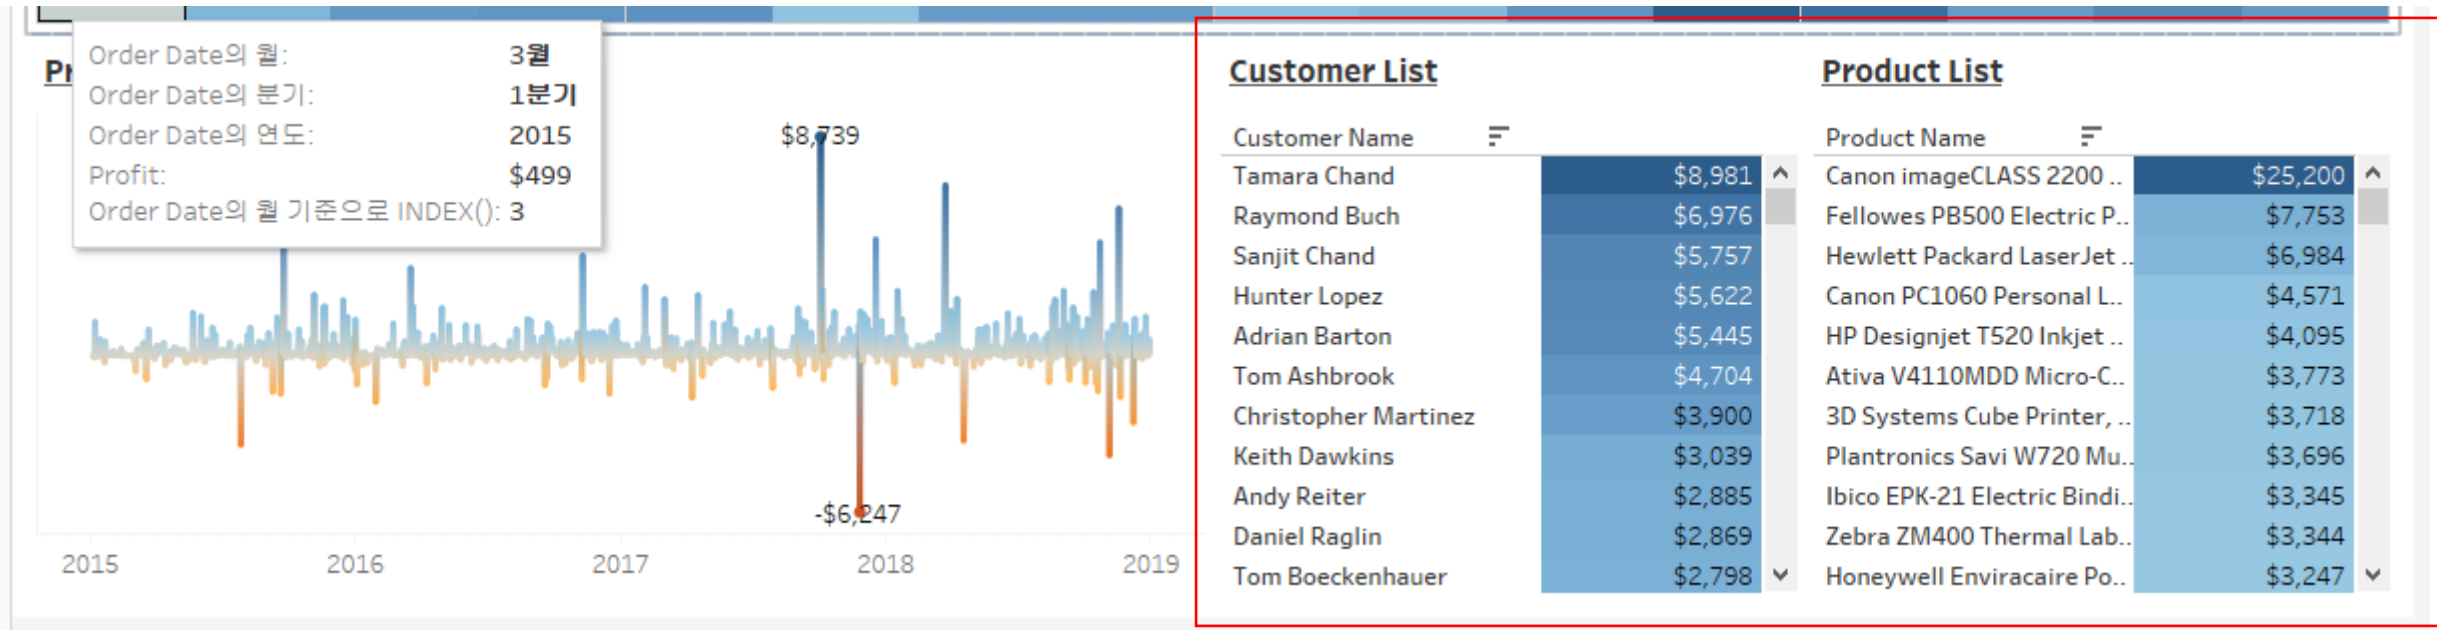 Pr
Order Date의 월: 3월
Order Date의 분기: 1분기
Order Date의 연도: 2015
Profit: $499
Order Date의 월 기준으로 INDEX(): 3
$8,739
-$6,247
2015 2016 2017 2018 2019
Customer List
Customer Name
Tamara Chand $8,981
Raymond Buch $6,976
Sanjit Chand $5,757
Hunter Lopez $5,622
Adrian Barton $5,445
Tom Ashbrook $4,704
Christopher Martinez $3,900
Keith Dawkins $3,039
Andy Reiter $2,885
Daniel Raglin $2,869
Tom Boeckenhauer $2,798
Product List
Product Name
Canon imageCLASS 2200 .. $25,200
Fellowes PB500 Electric P.. $7,753
Hewlett Packard LaserJet .. $6,984
Canon PC1060 Personal L.. $4,571
HP Designjet T520 Inkjet .. $4,095
Ativa V4110MDD Micro-C.. $3,773
3D Systems Cube Printer, .. $3,718
Plantronics Savi W720 Mu.. $3,696
Ibico EPK-21 Electric Bindi.. $3,345
Zebra ZM400 Thermal Lab.. $3,344
Honeywell Enviracaire Po.. $3,247